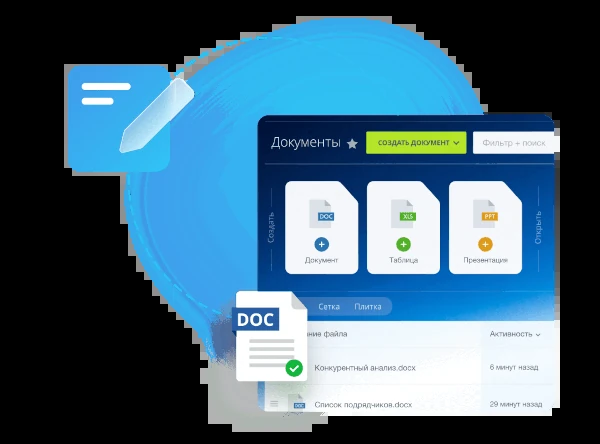 Документы
СОЗДАТЬ ДОКУМЕНТ
Фильтр + поиск
Создать
DOC
XLS
PPT
Документ
Таблица
Презентация
Открыть
Сетка Плитка
DOC
ние файла
Активность
Конкурентный анализ.docx
6 минут назад
DOC
Список подрядчиков.docx
29 минут назад